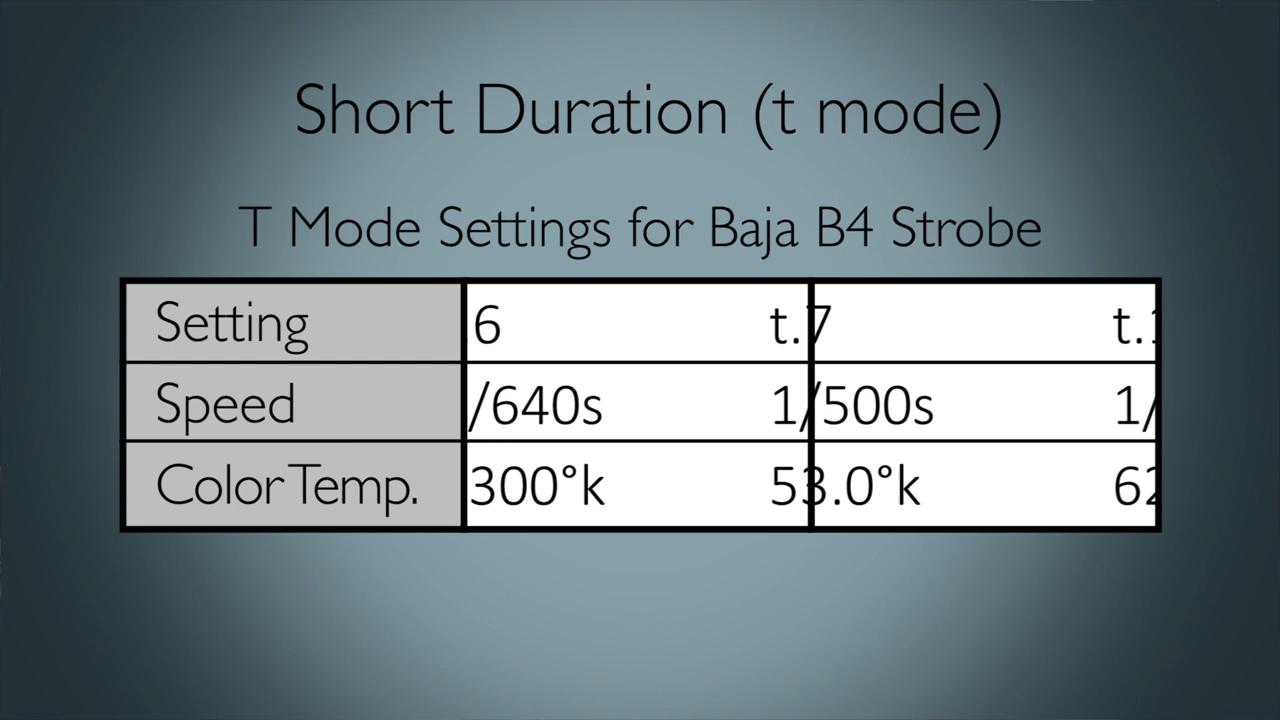 Short Duration (t mode)
T Mode Settings for Baja B4 Strobe
Setting 6 t.7 t.
Speed /640s 1/500s 1/
Color Temp. 300°k 53.0°k 62